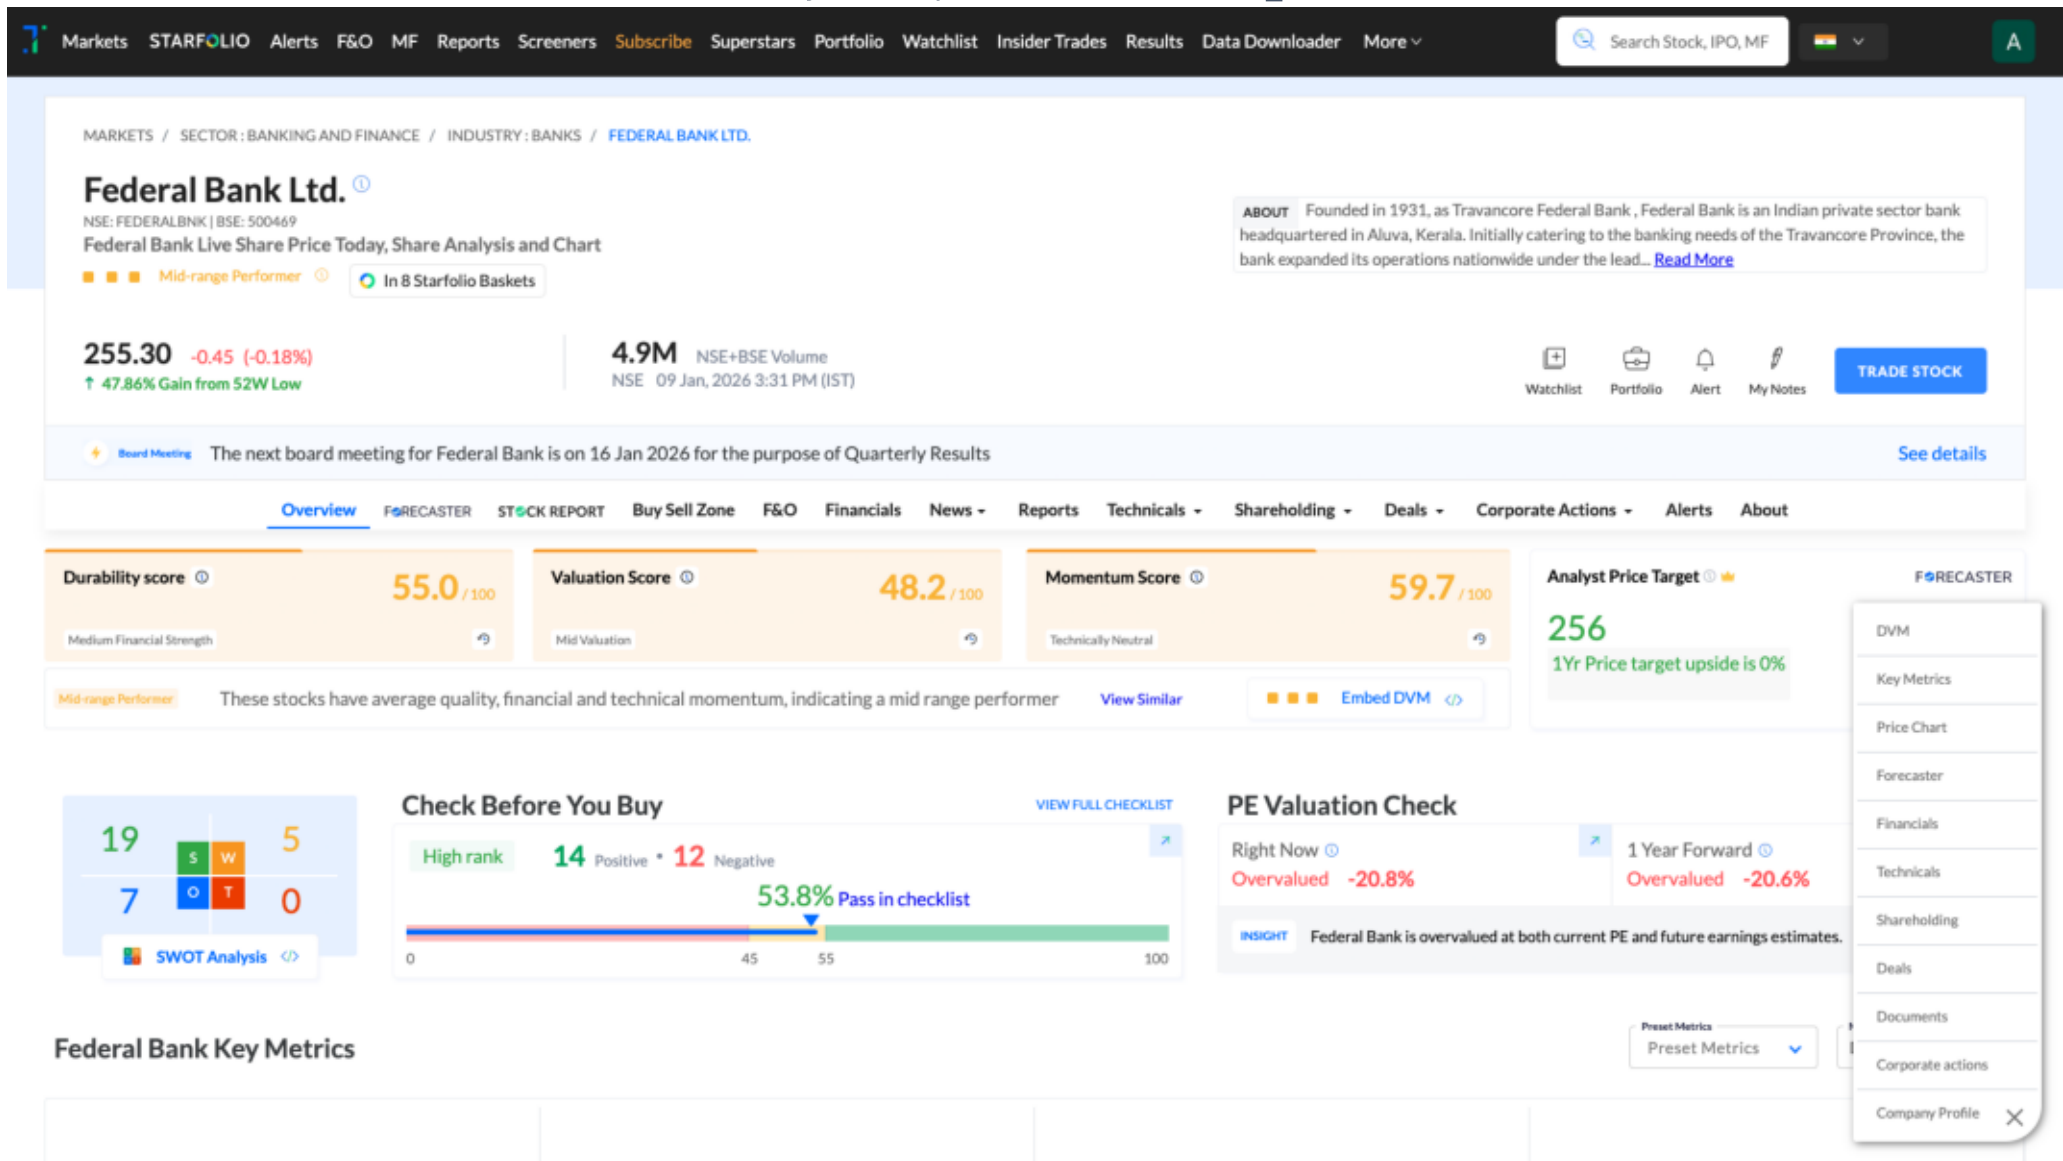 Markets STARFOLIO Alerts F&O MF Reports Screeners Subscribe Superstars Portfolio Watchlist Insider Trades Results Data Downloader More Search Stock, IPO, MF A
MARKETS / SECTOR : BANKING AND FINANCE / INDUSTRY : BANKS / FEDERAL BANK LTD.
Federal Bank Ltd.
NSE: FEDERALBNK | BSE: 500469
Federal Bank Live Share Price Today, Share Analysis and Chart
Mid-range Performer In 8 Starfolio Baskets
ABOUT Founded in 1931, as Travancore Federal Bank , Federal Bank is an Indian private sector bank
headquartered in Aluva, Kerala. Initially catering to the banking needs of the Travancore Province, the
bank expanded its operations nationwide under the lead... Read More
255.30 -0.45 (-0.18%)
↑ 47.86% Gain from 52W Low
4.9M NSE+BSE Volume
NSE 09 Jan, 2026 3:31 PM (IST)
Watchlist Portfolio Alert My Notes TRADE STOCK
Board Meeting The next board meeting for Federal Bank is on 16 Jan 2026 for the purpose of Quarterly Results See details
Overview FORECASTER STOCK REPORT Buy Sell Zone F&O Financials News Reports Technicals Shareholding Deals Corporate Actions Alerts About
Durability score 55.0 / 100
Medium Financial Strength
Valuation Score 48.2 / 100
Mid Valuation
Momentum Score 59.7 / 100
Technically Neutral
Analyst Price Target FORECASTER
256
1Yr Price target upside is 0%
Mid-range Performer These stocks have average quality, financial and technical momentum, indicating a mid range performer View Similar Embed DVM </>
19 S W 5
7 O T 0
SWOT Analysis </>
Check Before You Buy VIEW FULL CHECKLIST
High rank 14 Positive • 12 Negative
53.8% Pass in checklist
0 45 55 100
PE Valuation Check
Right Now
Overvalued -20.8%
1 Year Forward
Overvalued -20.6%
INSIGHT Federal Bank is overvalued at both current PE and future earnings estimates.
Federal Bank Key Metrics
Preset Metrics
Preset Metrics
DVM
Key Metrics
Price Chart
Forecaster
Financials
Technicals
Shareholding
Deals
Documents
Corporate actions
Company Profile